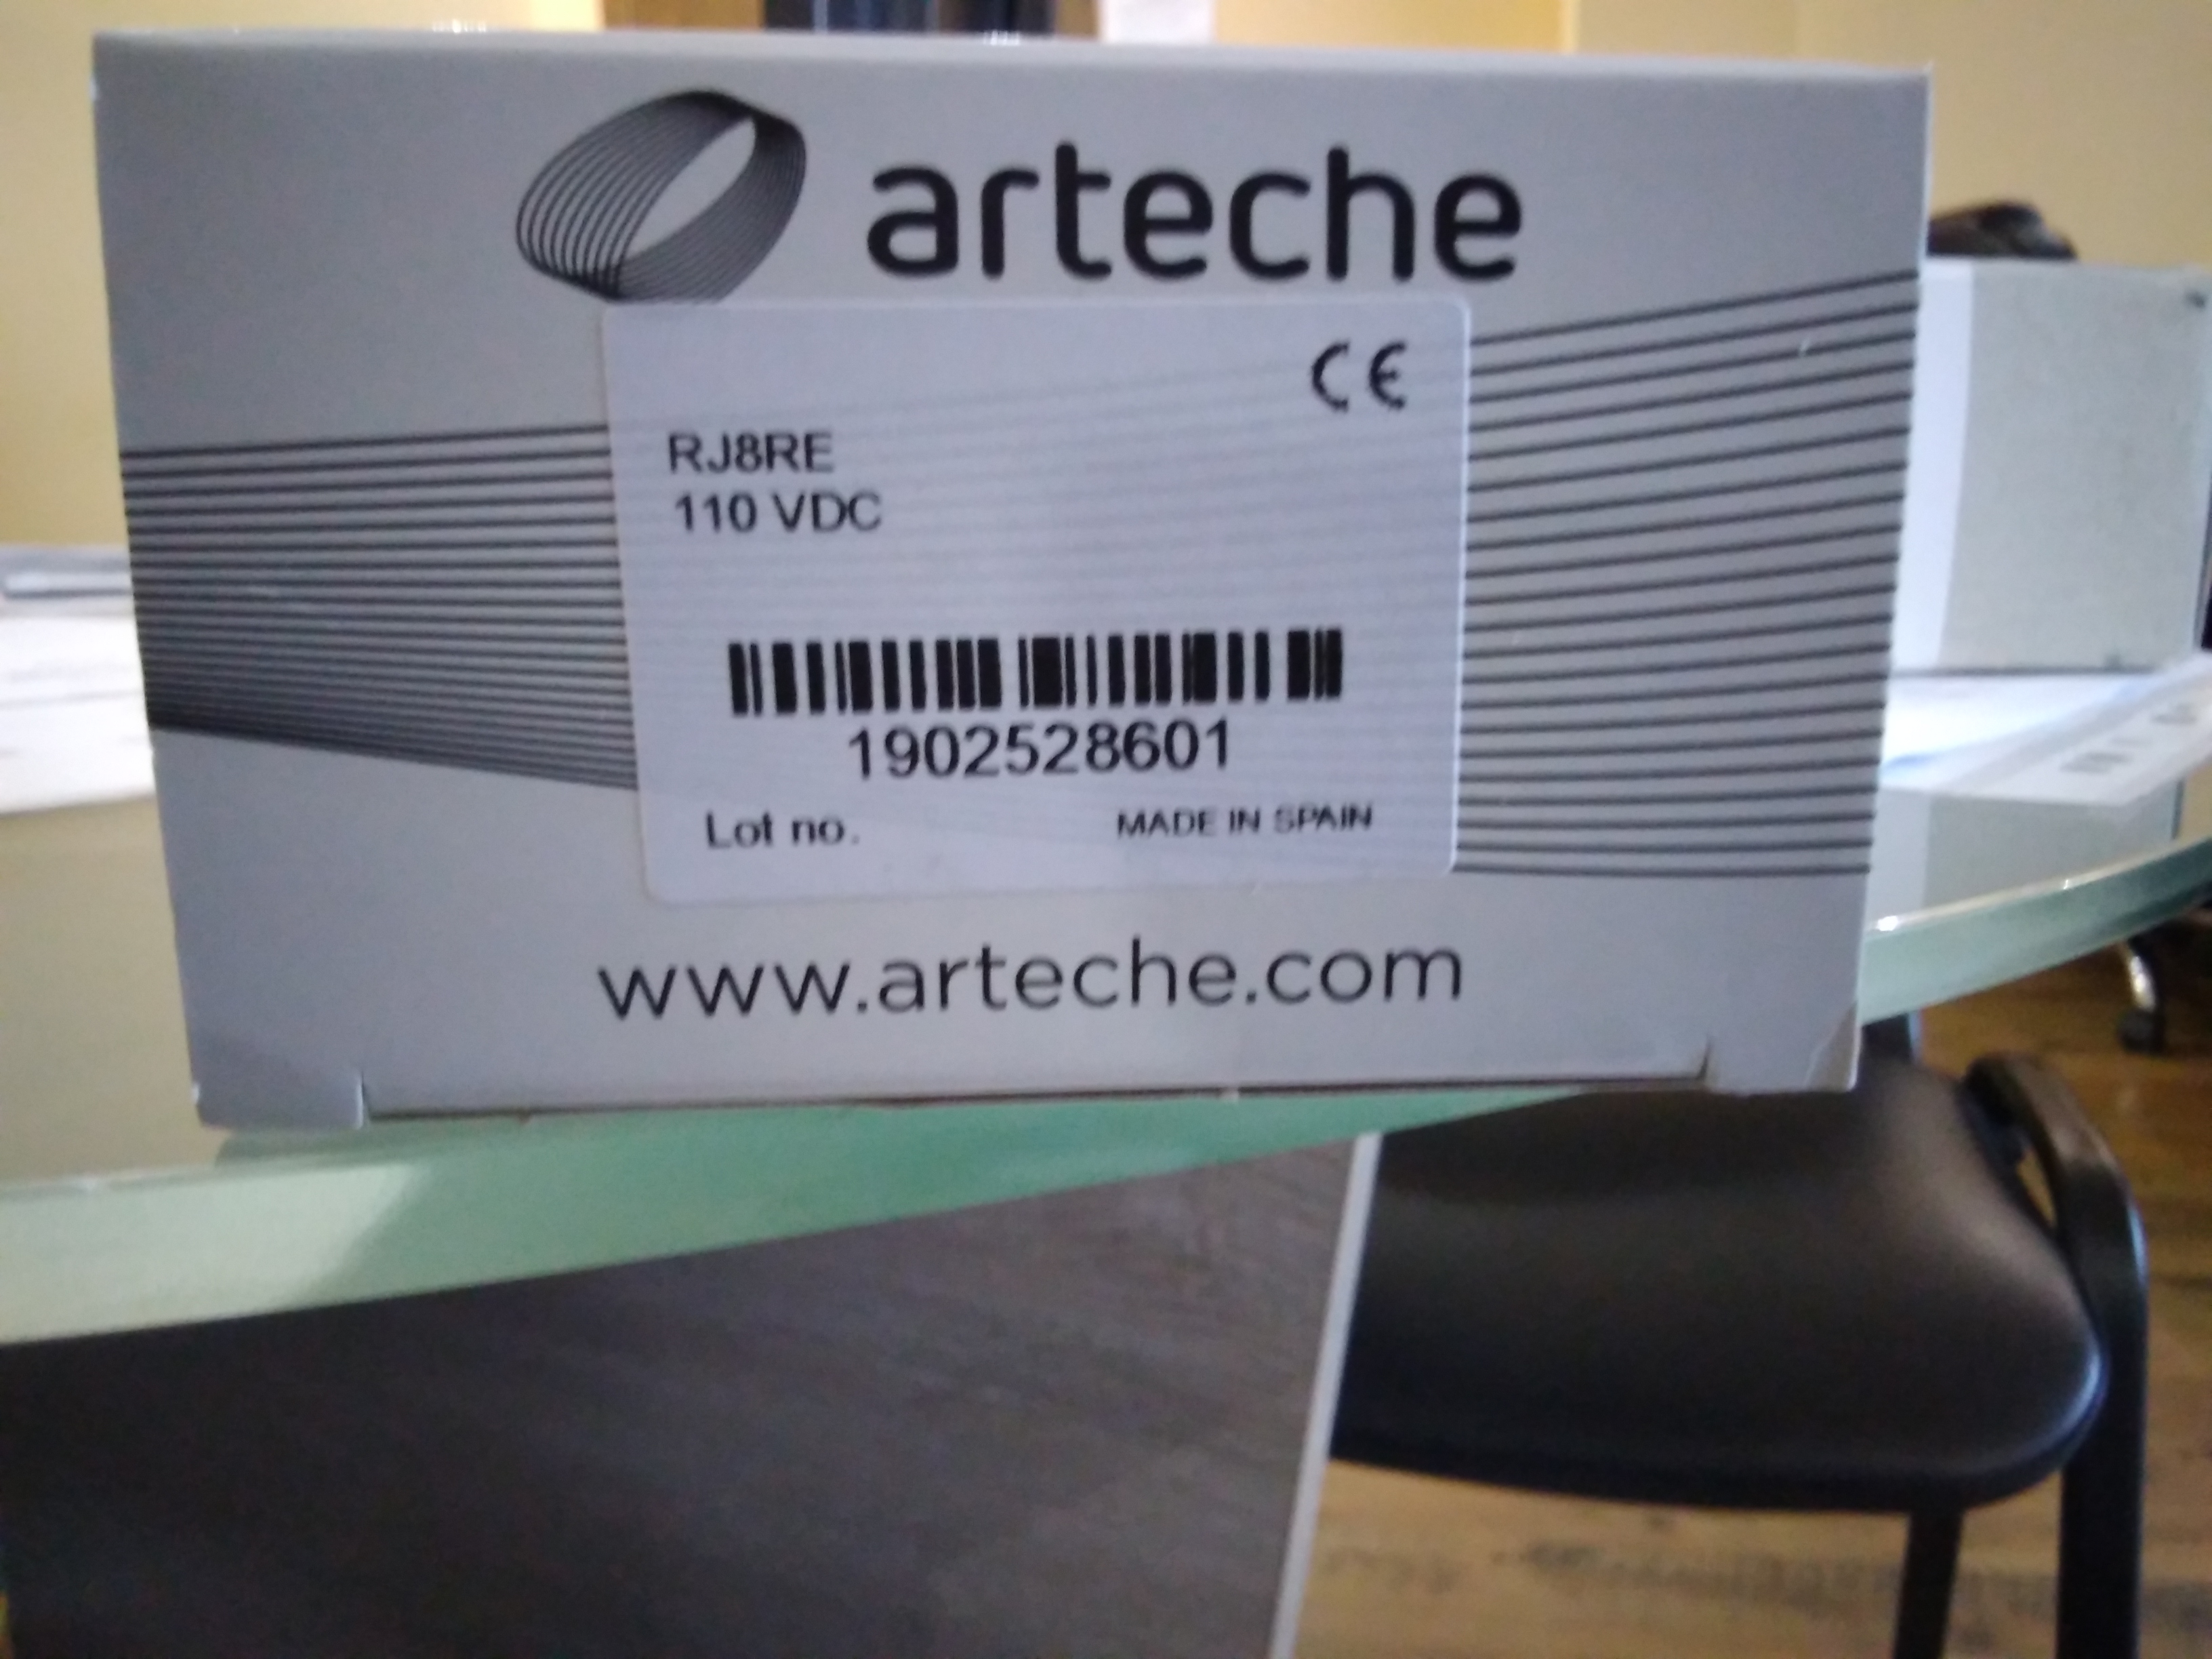 arteche
CE
RJ8RE
110 VDC
1902528601
Lot no.
MADE IN SPAIN
www.arteche.com